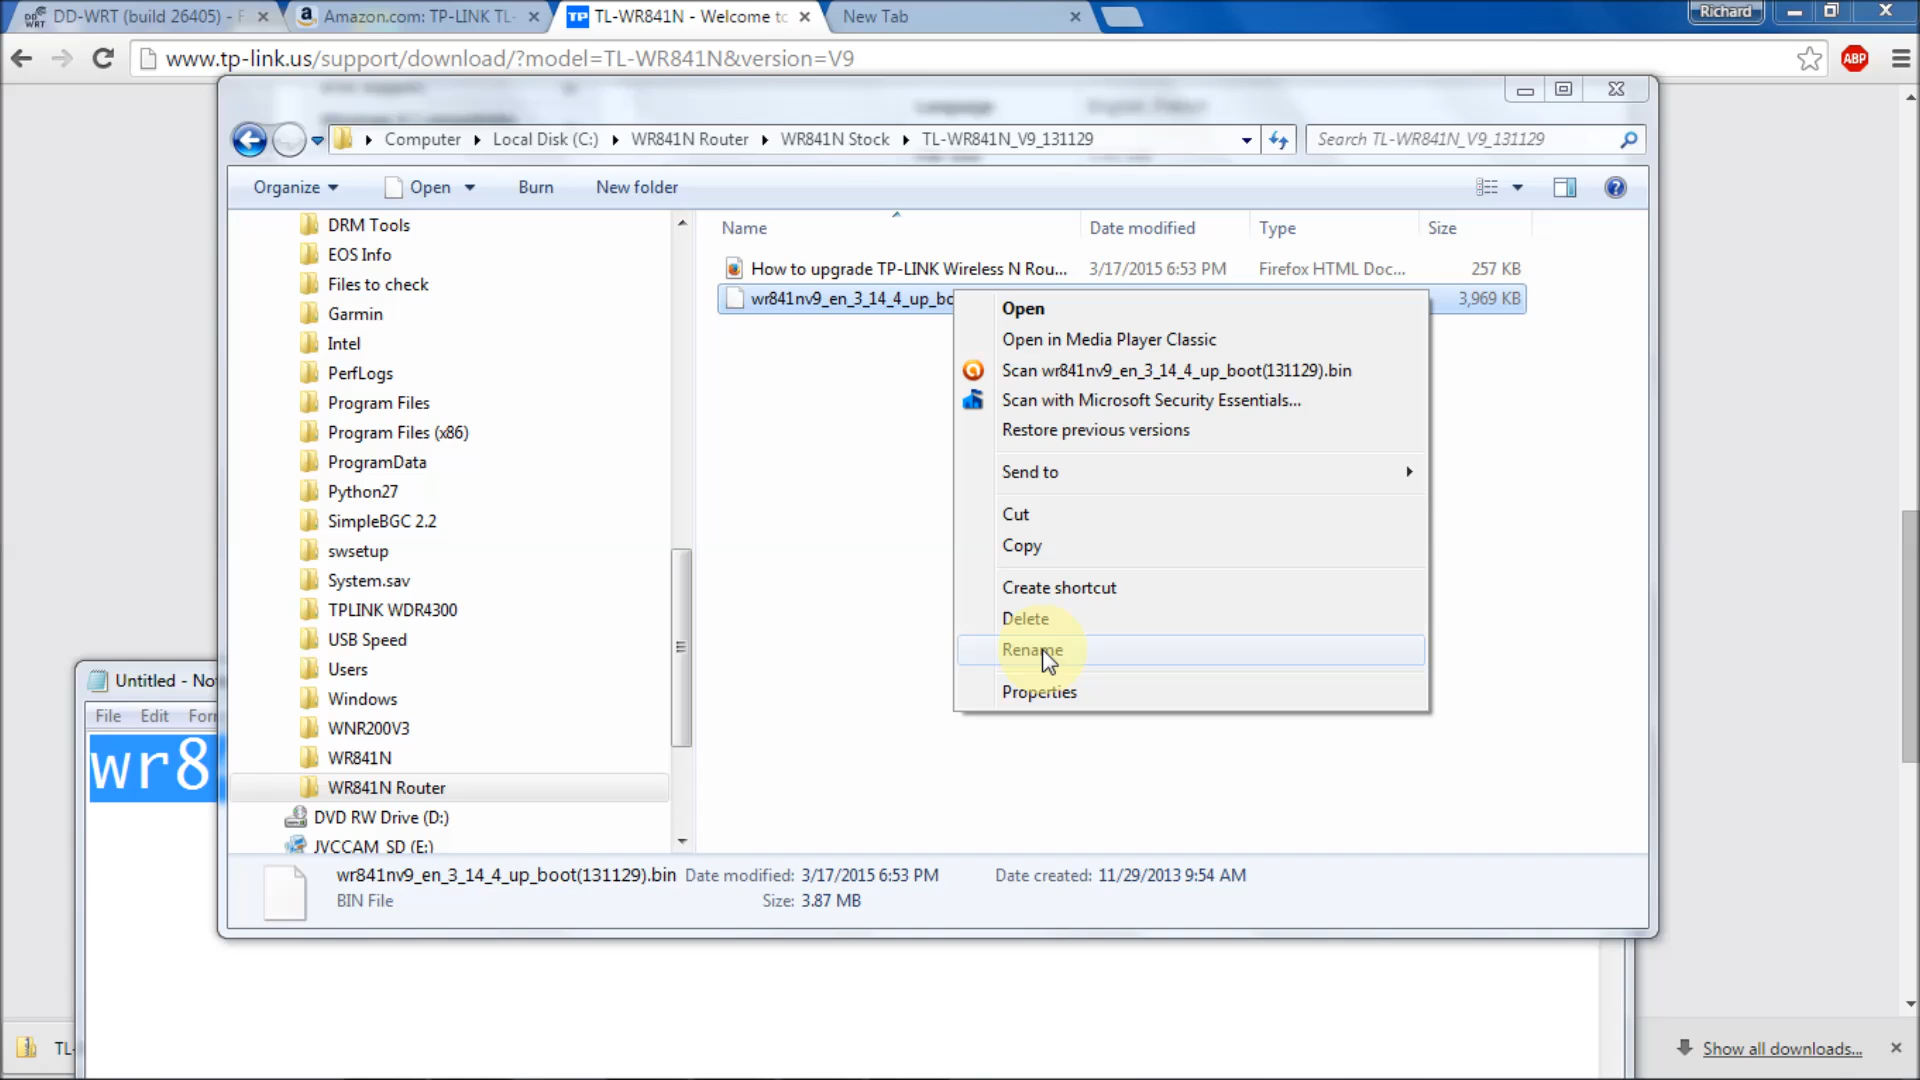 DD-WRT (build 26405) - F
Amazon.com: TP-LINK TL-
TL-WR841N - Welcome to
New Tab
Richard
www.tp-link.us/support/download/?model=TL-WR841N&version=V9
ABP
Computer
Local Disk (C:)
WR841N Router
WR841N Stock
TL-WR841N_V9_131129
Search TL-WR841N_V9_131129
Organize
Open
Burn
New folder
DRM Tools
EOS Info
Files to check
Garmin
Intel
PerfLogs
Program Files
Program Files (x86)
ProgramData
Python27
SimpleBGC 2.2
swsetup
System.sav
TPLINK WDR4300
USB Speed
Users
Windows
WNR200V3
WR841N
WR841N Router
DVD RW Drive (D:)
JVCCAM_SD (E:)
Name
Date modified
Type
Size
How to upgrade TP-LINK Wireless N Rou...
3/17/2015 6:53 PM
Firefox HTML Doc...
257 KB
wr841nv9_en_3_14_4_up_bo
3,969 KB
Open
Open in Media Player Classic
Scan wr841nv9_en_3_14_4_up_boot(131129).bin
Scan with Microsoft Security Essentials...
Restore previous versions
Send to
Cut
Copy
Create shortcut
Delete
Rename
Properties
wr841nv9_en_3_14_4_up_boot(131129).bin
Date modified: 3/17/2015 6:53 PM
Date created: 11/29/2013 9:54 AM
BIN File
Size: 3.87 MB
Untitled - No
File
Edit
For
wr8
TL-
Show all downloads...